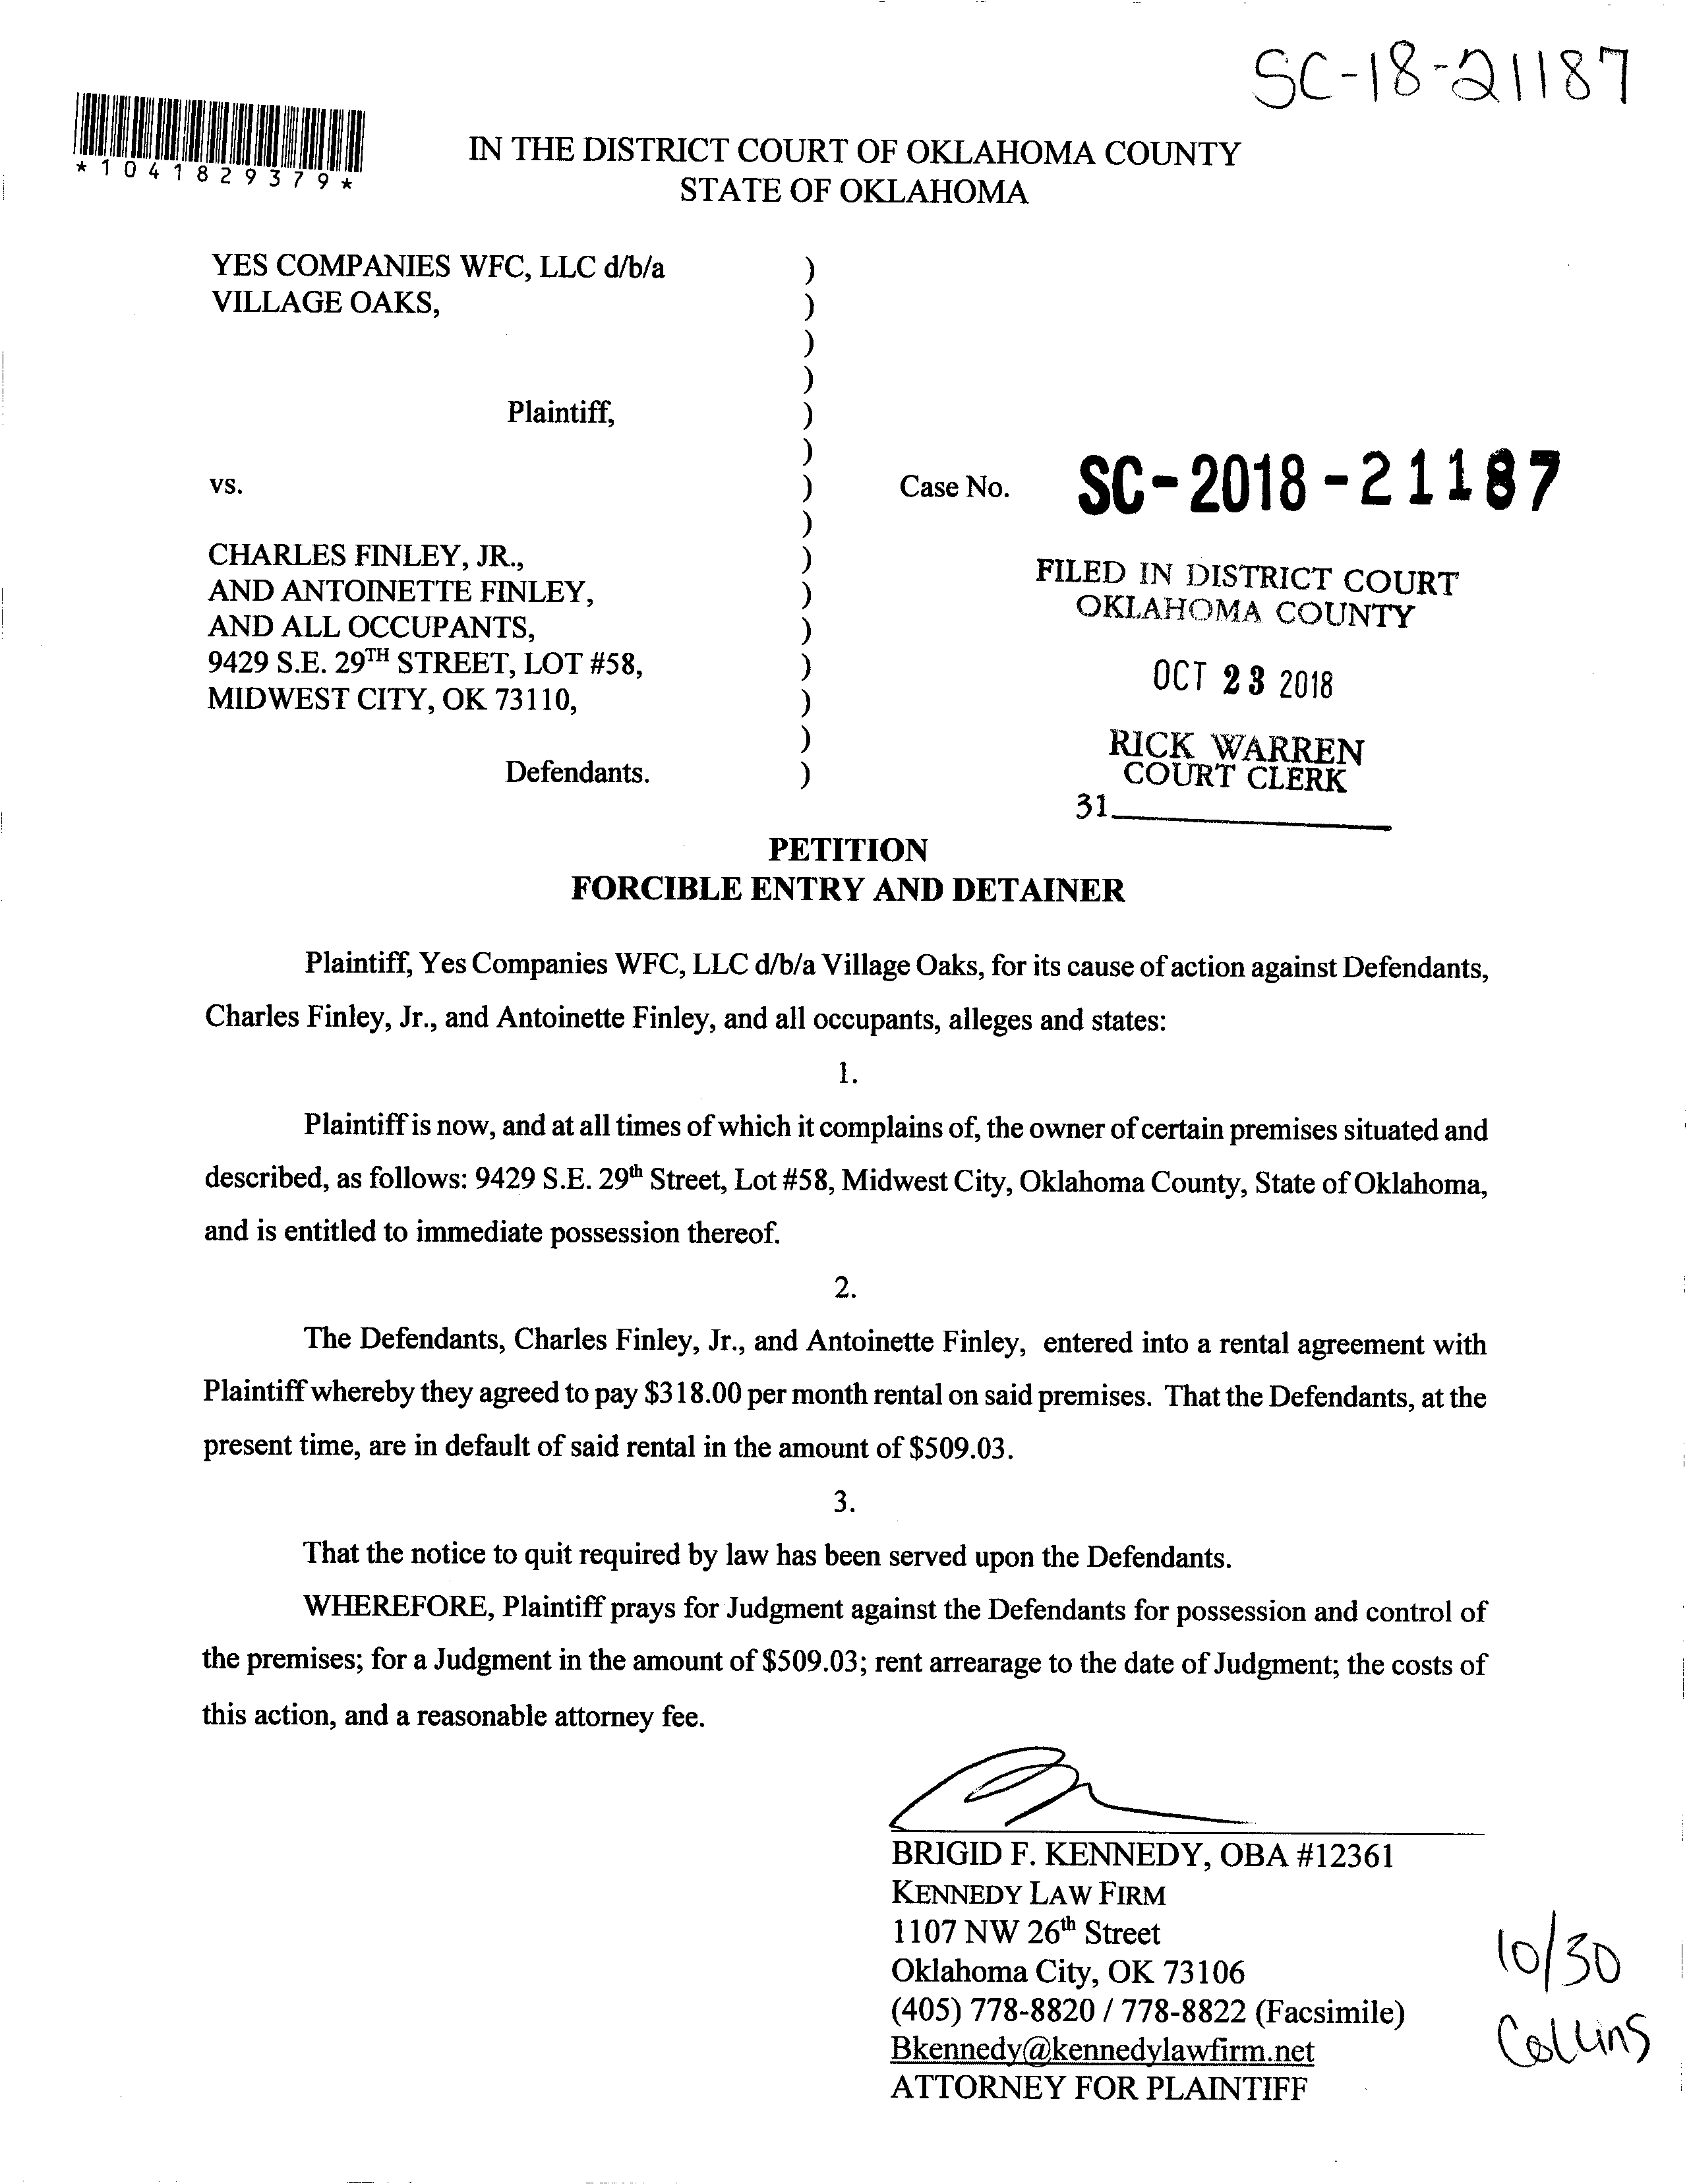 SC-18-21187
*1041829379*
IN THE DISTRICT COURT OF OKLAHOMA COUNTY
STATE OF OKLAHOMA
YES COMPANIES WFC, LLC d/b/a )
VILLAGE OAKS, )
)
)
Plaintiff, )
)
vs. ) Case No. SC-2018-21187
)
CHARLES FINLEY, JR., )
AND ANTOINETTE FINLEY, )
AND ALL OCCUPANTS, )
9429 S.E. 29TH STREET, LOT #58, )
MIDWEST CITY, OK 73110, )
)
Defendants. )
FILED IN DISTRICT COURT
OKLAHOMA COUNTY
OCT 23 2018
RICK WARREN
COURT CLERK
31
PETITION
FORCIBLE ENTRY AND DETAINER
Plaintiff, Yes Companies WFC, LLC d/b/a Village Oaks, for its cause of action against Defendants,
Charles Finley, Jr., and Antoinette Finley, and all occupants, alleges and states:
1.
Plaintiff is now, and at all times of which it complains of, the owner of certain premises situated and
described, as follows: 9429 S.E. 29th Street, Lot #58, Midwest City, Oklahoma County, State of Oklahoma,
and is entitled to immediate possession thereof.
2.
The Defendants, Charles Finley, Jr., and Antoinette Finley, entered into a rental agreement with
Plaintiff whereby they agreed to pay $318.00 per month rental on said premises. That the Defendants, at the
present time, are in default of said rental in the amount of $509.03.
3.
That the notice to quit required by law has been served upon the Defendants.
WHEREFORE, Plaintiff prays for Judgment against the Defendants for possession and control of
the premises; for a Judgment in the amount of $509.03; rent arrearage to the date of Judgment; the costs of
this action, and a reasonable attorney fee.
BRIGID F. KENNEDY, OBA #12361
KENNEDY LAW FIRM
1107 NW 26th Street
Oklahoma City, OK 73106
(405) 778-8820 / 778-8822 (Facsimile)
Bkennedy@kennedylawfirm.net
ATTORNEY FOR PLAINTIFF
10/30
Collins